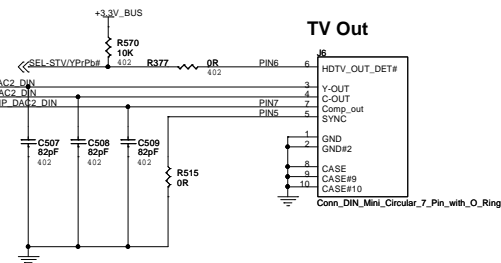 +3.3V_BUS
TV Out
R570
10K
402
J6
SEL-STV/YPrPb#
R377
0R
402
PIN6
6
HDTV_OUT_DET#
DAC2_DIN
3
Y-OUT
AC2_DIN
4
C-OUT
MP_DAC2_DIN
PIN7
7
Comp_out
PIN5
5
SYNC
1
GND
2
GND#2
C507
82pF
402
C508
82pF
402
C509
82pF
402
R515
0R
8
CASE
9
CASE#9
10
CASE#10
Conn_DIN_Mini_Circular_7_Pin_with_O_Ring